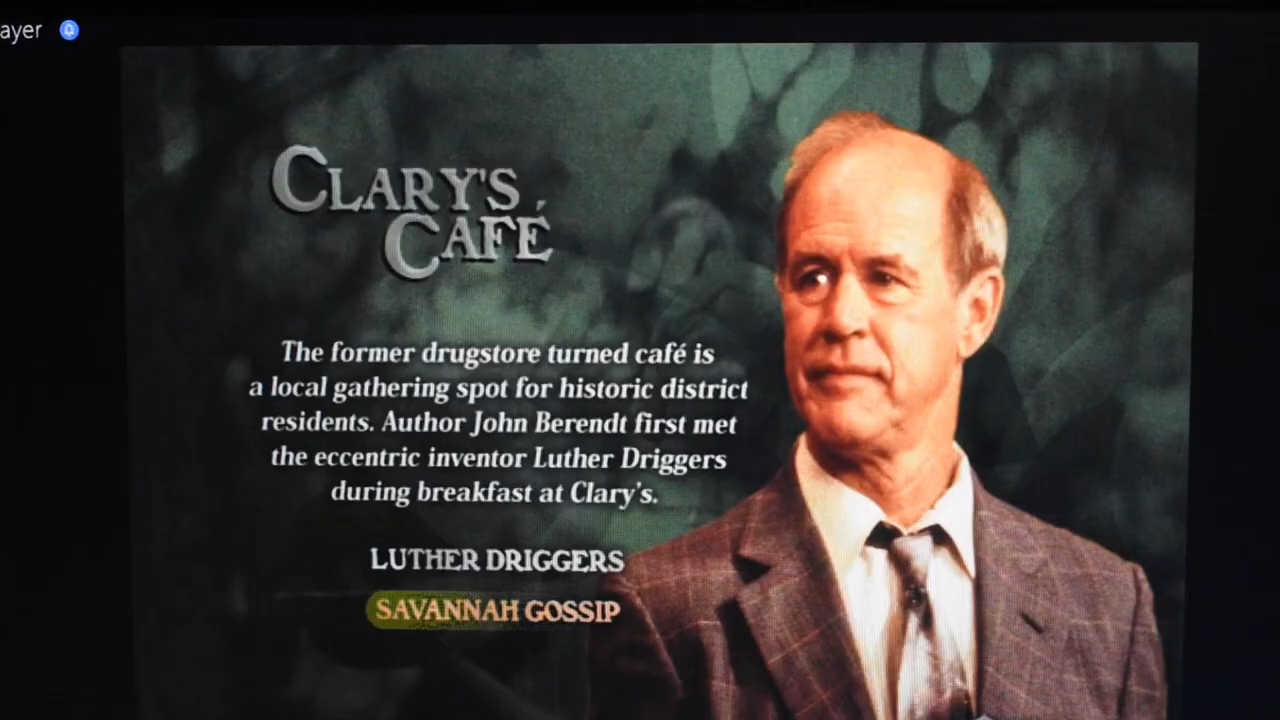 ayer
CLARY'S
CAFÉ
The former drugstore turned café is
a local gathering spot for historic district
residents. Author John Berendt first met
the eccentric inventor Luther Driggers
during breakfast at Clary's.
LUTHER DRIGGERS
SAVANNAH GOSSIP